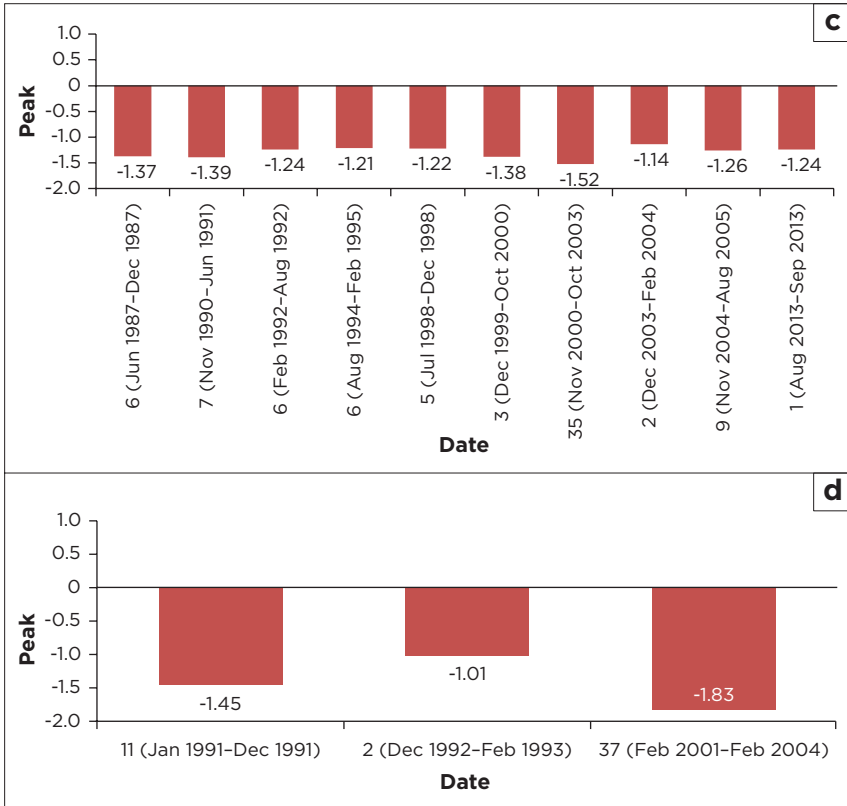 c
Peak
1.0
0.5
0
-0.5
-1.0
-1.5
-2.0
-1.37
-1.39
-1.24
-1.21
-1.22
-1.38
-1.52
-1.14
-1.26
-1.24
6 (Jun 1987–Dec 1987)
7 (Nov 1990–Jun 1991)
6 (Feb 1992–Aug 1992)
6 (Aug 1994–Feb 1995)
5 (Jul 1998–Dec 1998)
3 (Dec 1999–Oct 2000)
35 (Nov 2000–Oct 2003)
2 (Dec 2003–Feb 2004)
9 (Nov 2004–Aug 2005)
1 (Aug 2013–Sep 2013)
Date
d
Peak
1.0
0.5
0
-0.5
-1.0
-1.5
-2.0
-1.45
-1.01
-1.83
11 (Jan 1991–Dec 1991)
2 (Dec 1992–Feb 1993)
37 (Feb 2001–Feb 2004)
Date